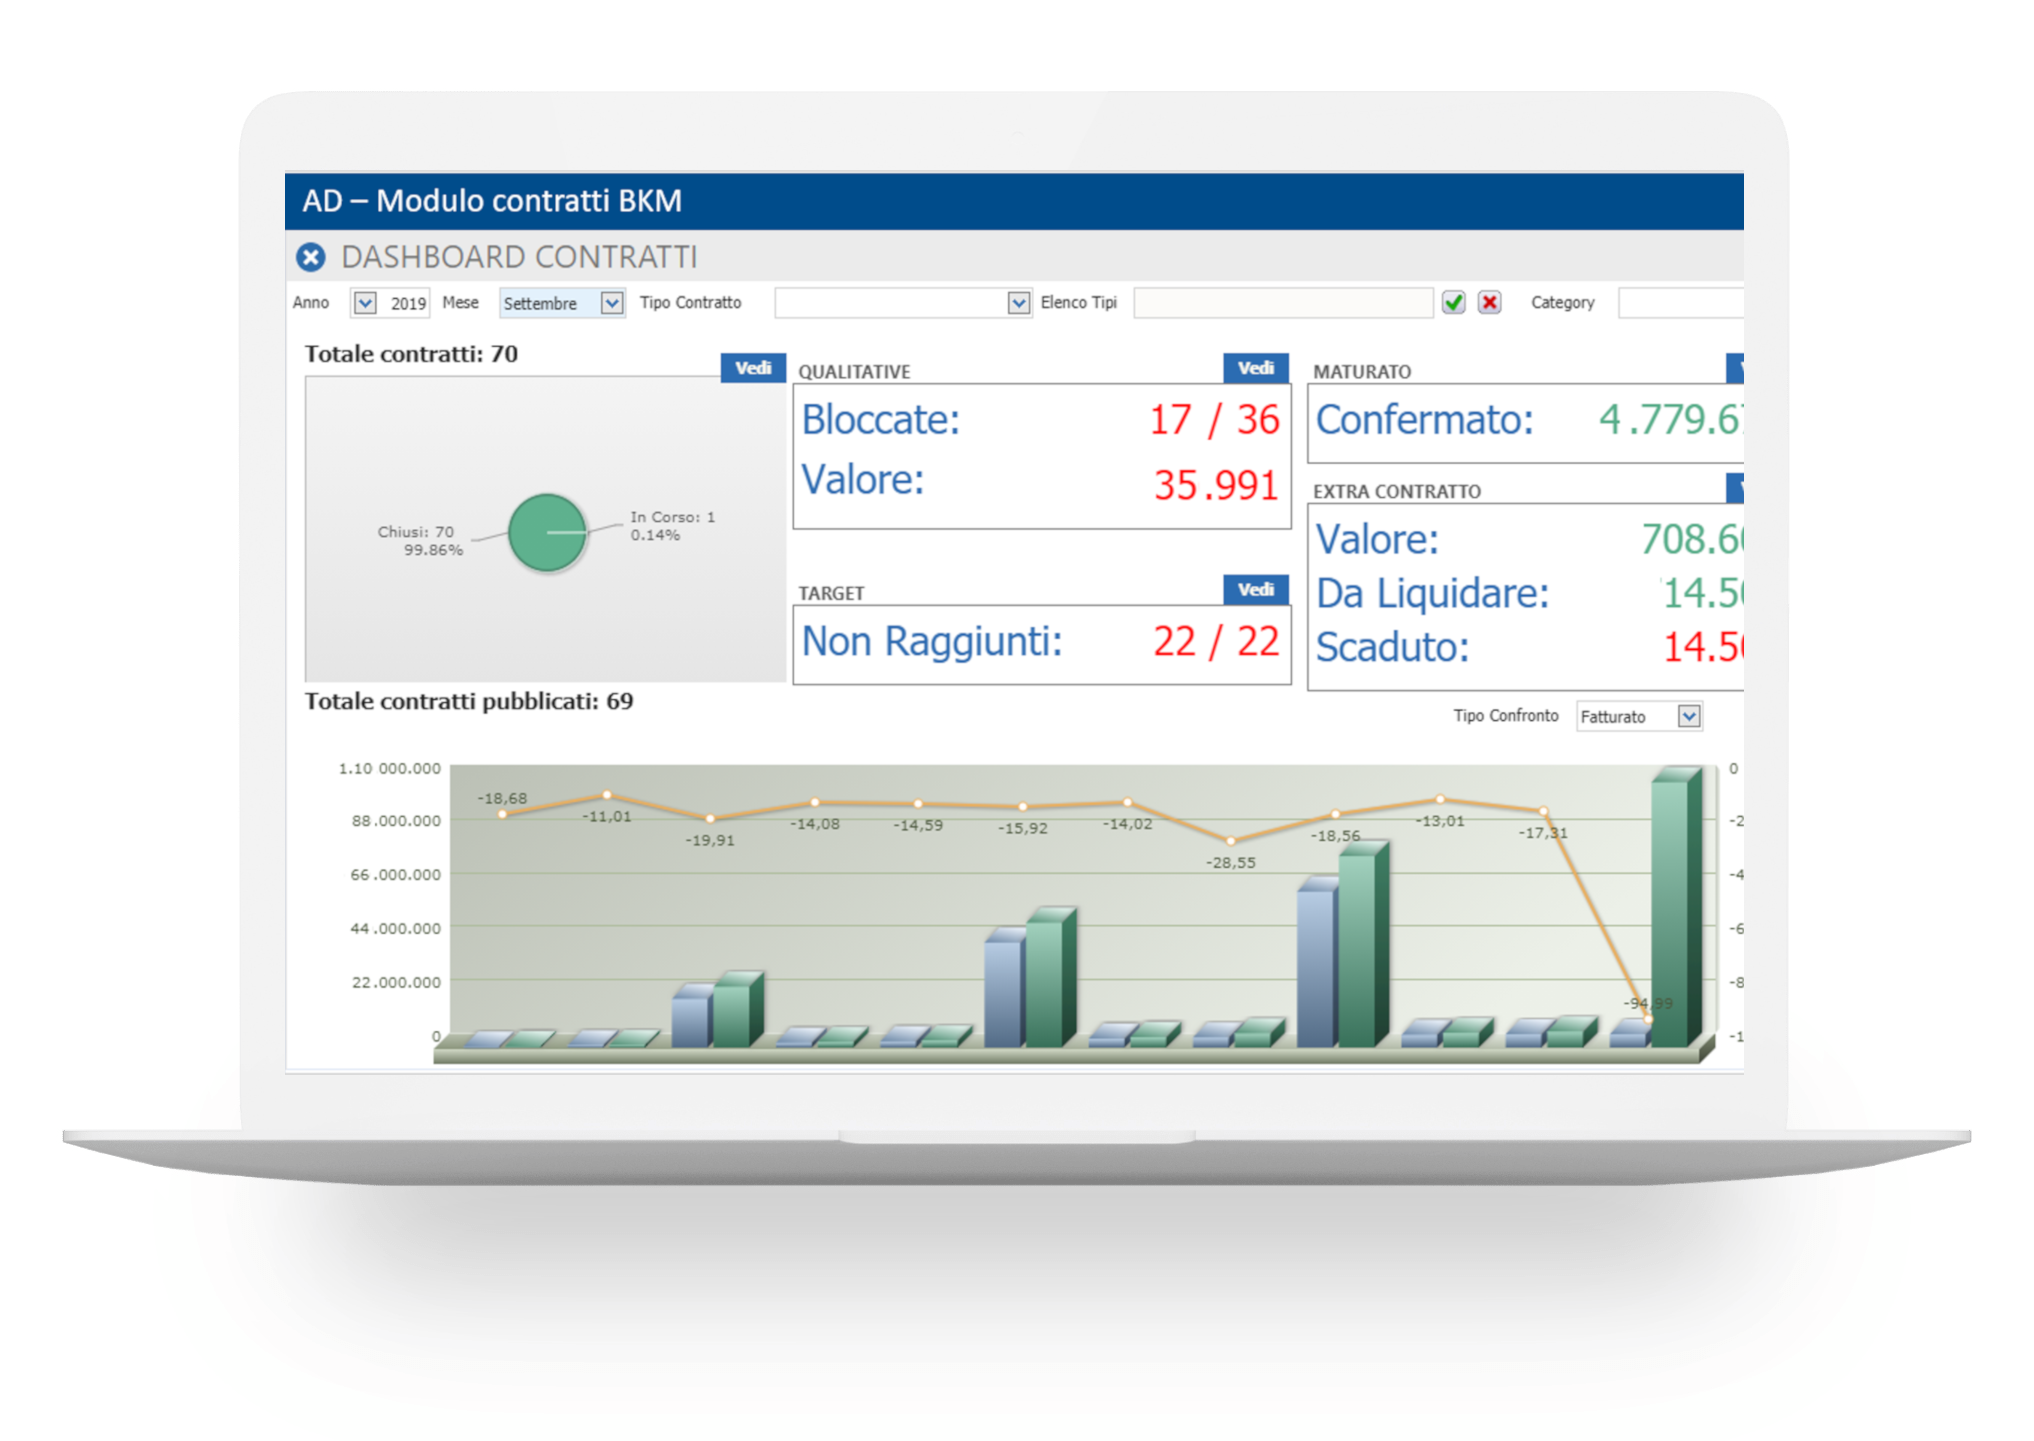 AD – Modulo contratti BKM
DASHBOARD CONTRATTI
Anno 2019 Mese Settembre Tipo Contratto Elenco Tipi Category
Totale contratti: 70
Vedi
Chiusi: 70
99.86%
In Corso: 1
0.14%
QUALITATIVE Vedi
Bloccate: 17 / 36
Valore: 35.991
TARGET Vedi
Non Raggiunti: 22 / 22
MATURATO
Confermato: 4.779.6
EXTRA CONTRATTO
Valore: 708.6
Da Liquidare: 14.5
Scaduto: 14.5
Totale contratti pubblicati: 69
Tipo Confronto Fatturato
1.10 000.000
88.000.000
66.000.000
44.000.000
22.000.000
0
-18,68
-11,01
-19,91
-14,08
-14,59
-15,92
-14,02
-28,55
-18,56
-13,01
-17,31
-94,99
0
-2
-4
-6
-8
-1